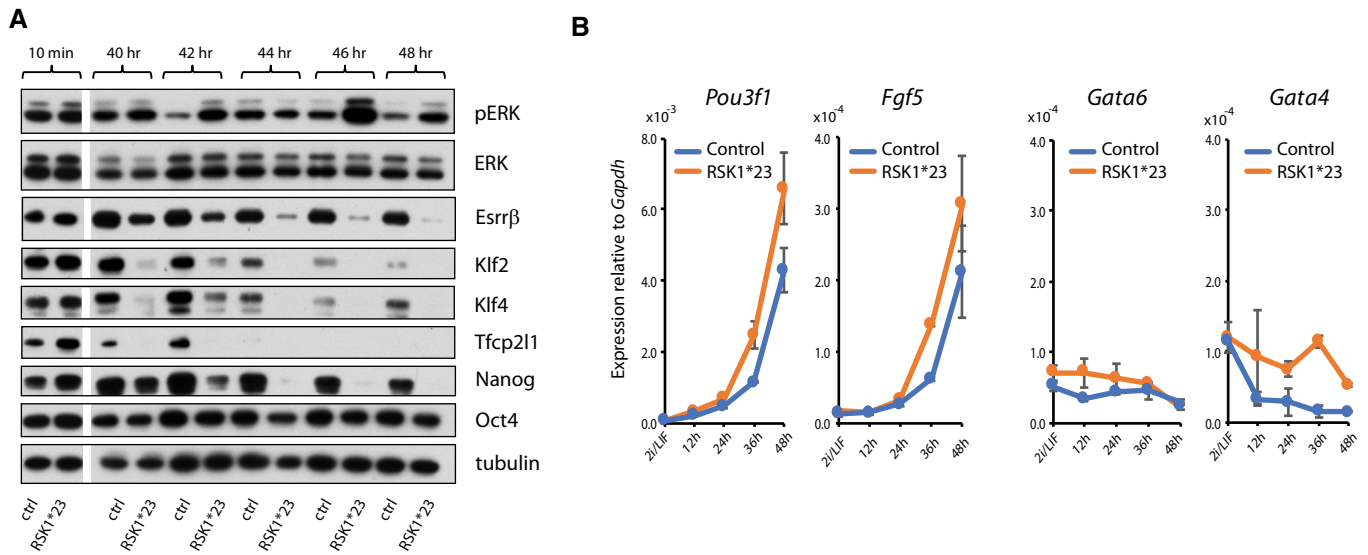 A
10 min 40 hr 42 hr 44 hr 46 hr 48 hr
pERK
ERK
Esrrβ
Klf2
Klf4
Tfcp2l1
Nanog
Oct4
tubulin
ctrl RSK1*23 ctrl RSK1*23 ctrl RSK1*23 ctrl RSK1*23 ctrl RSK1*23 ctrl RSK1*23
B
Expression relative to Gapdh
Pou3f1
x10⁻³
8.0
6.0
4.0
2.0
0.0
Control
RSK1*23
2i/LIF 12h 24h 36h 48h
Fgf5
x10⁻⁴
4.0
3.0
2.0
1.0
0.0
Control
RSK1*23
2i/LIF 12h 24h 36h 48h
Gata6
x10⁻⁴
4.0
3.0
2.0
1.0
0.0
Control
RSK1*23
2i/LIF 12h 24h 36h 48h
Gata4
x10⁻⁴
4.0
3.0
2.0
1.0
0.0
Control
RSK1*23
2i/LIF 12h 24h 36h 48h